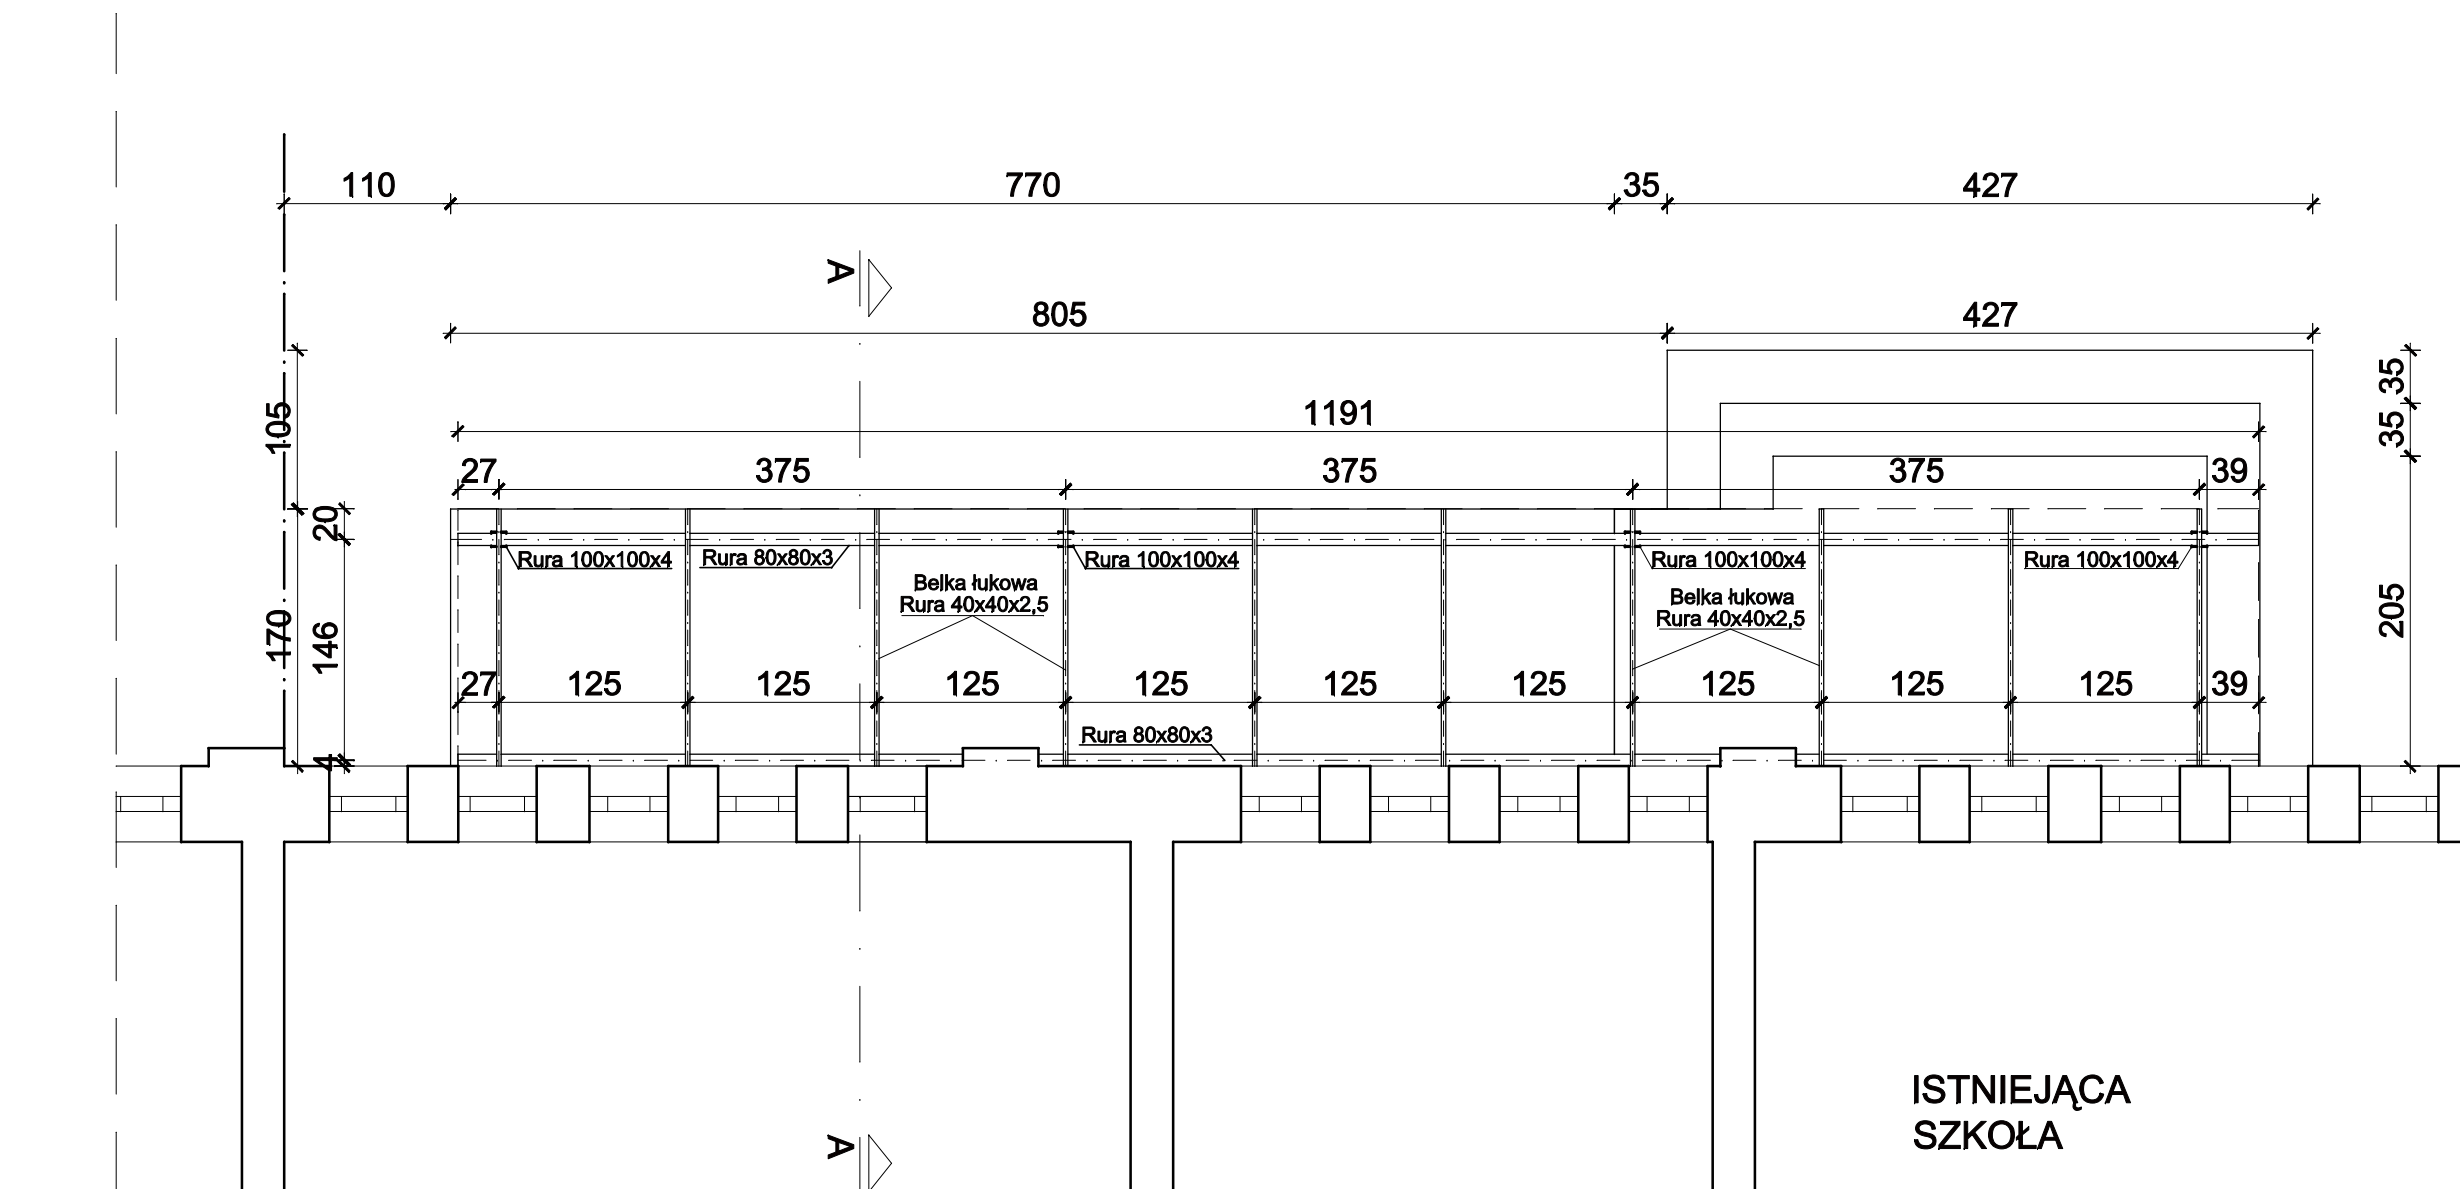 110
770
35
427
A
805
427
35
105
1191
35
27
375
375
375
39
20
Rura 100x100x4
Rura 80x80x3
Rura 100x100x4
Rura 100x100x4
Rura 100x100x4
Belka łukowa
Rura 40x40x2,5
Belka łukowa
Rura 40x40x2,5
170
146
205
27
125
125
125
125
125
125
125
125
125
39
Rura 80x80x3
4
ISTNIEJĄCA
SZKOŁA
A